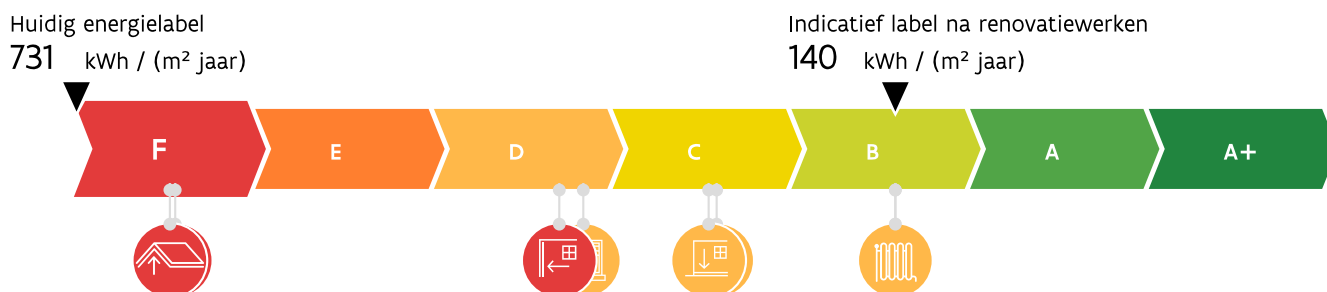 Huidig energielabel
731 kWh / (m² jaar)
Indicatief label na renovatiewerken
140 kWh / (m² jaar)
F E D C B A A+